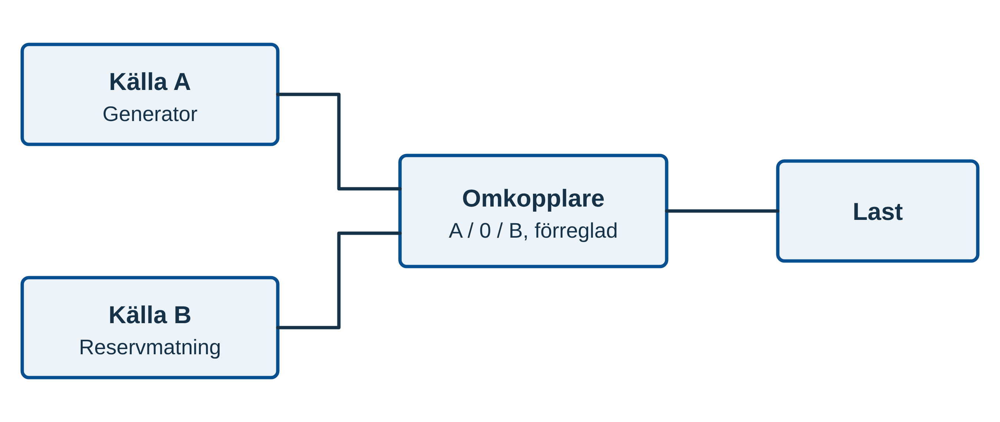 Källa A
Generator
Omkopplare
A / 0 / B, förreglad
Last
Källa B
Reservmatning